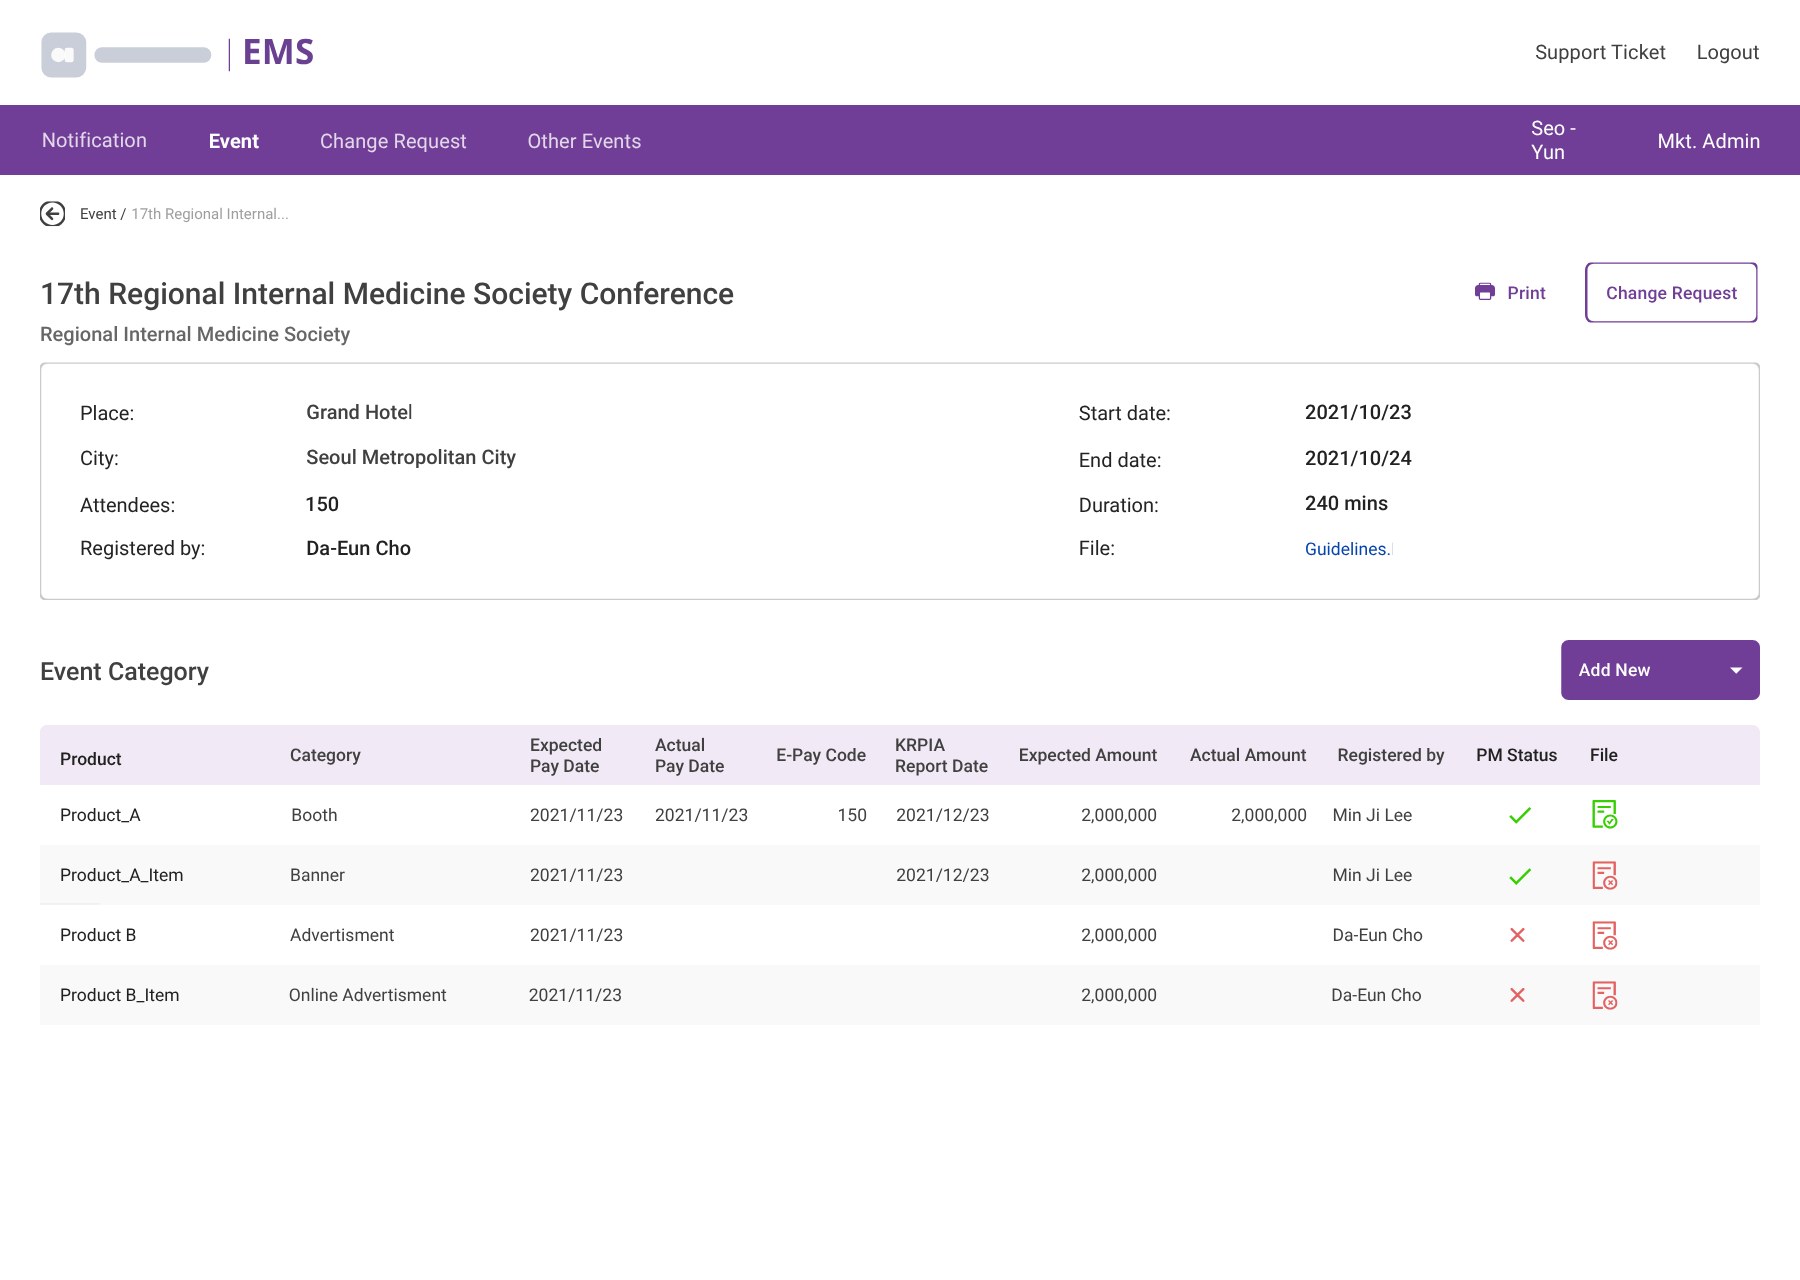 EMS
Support Ticket Logout
Notification Event Change Request Other Events Seo -
Yun Mkt. Admin
Event / 17th Regional Internal...
17th Regional Internal Medicine Society Conference
Print Change Request
Regional Internal Medicine Society
Place: Grand Hotel Start date: 2021/10/23
City: Seoul Metropolitan City End date: 2021/10/24
Attendees: 150 Duration: 240 mins
Registered by: Da-Eun Cho File: Guidelines.
Event Category Add New
Product Category Expected Pay Date Actual Pay Date E-Pay Code KRPIA Report Date Expected Amount Actual Amount Registered by PM Status File
Product_A Booth 2021/11/23 2021/11/23 150 2021/12/23 2,000,000 2,000,000 Min Ji Lee
Product_A_Item Banner 2021/11/23 2021/12/23 2,000,000 Min Ji Lee
Product B Advertisment 2021/11/23 2,000,000 Da-Eun Cho
Product B_Item Online Advertisment 2021/11/23 2,000,000 Da-Eun Cho